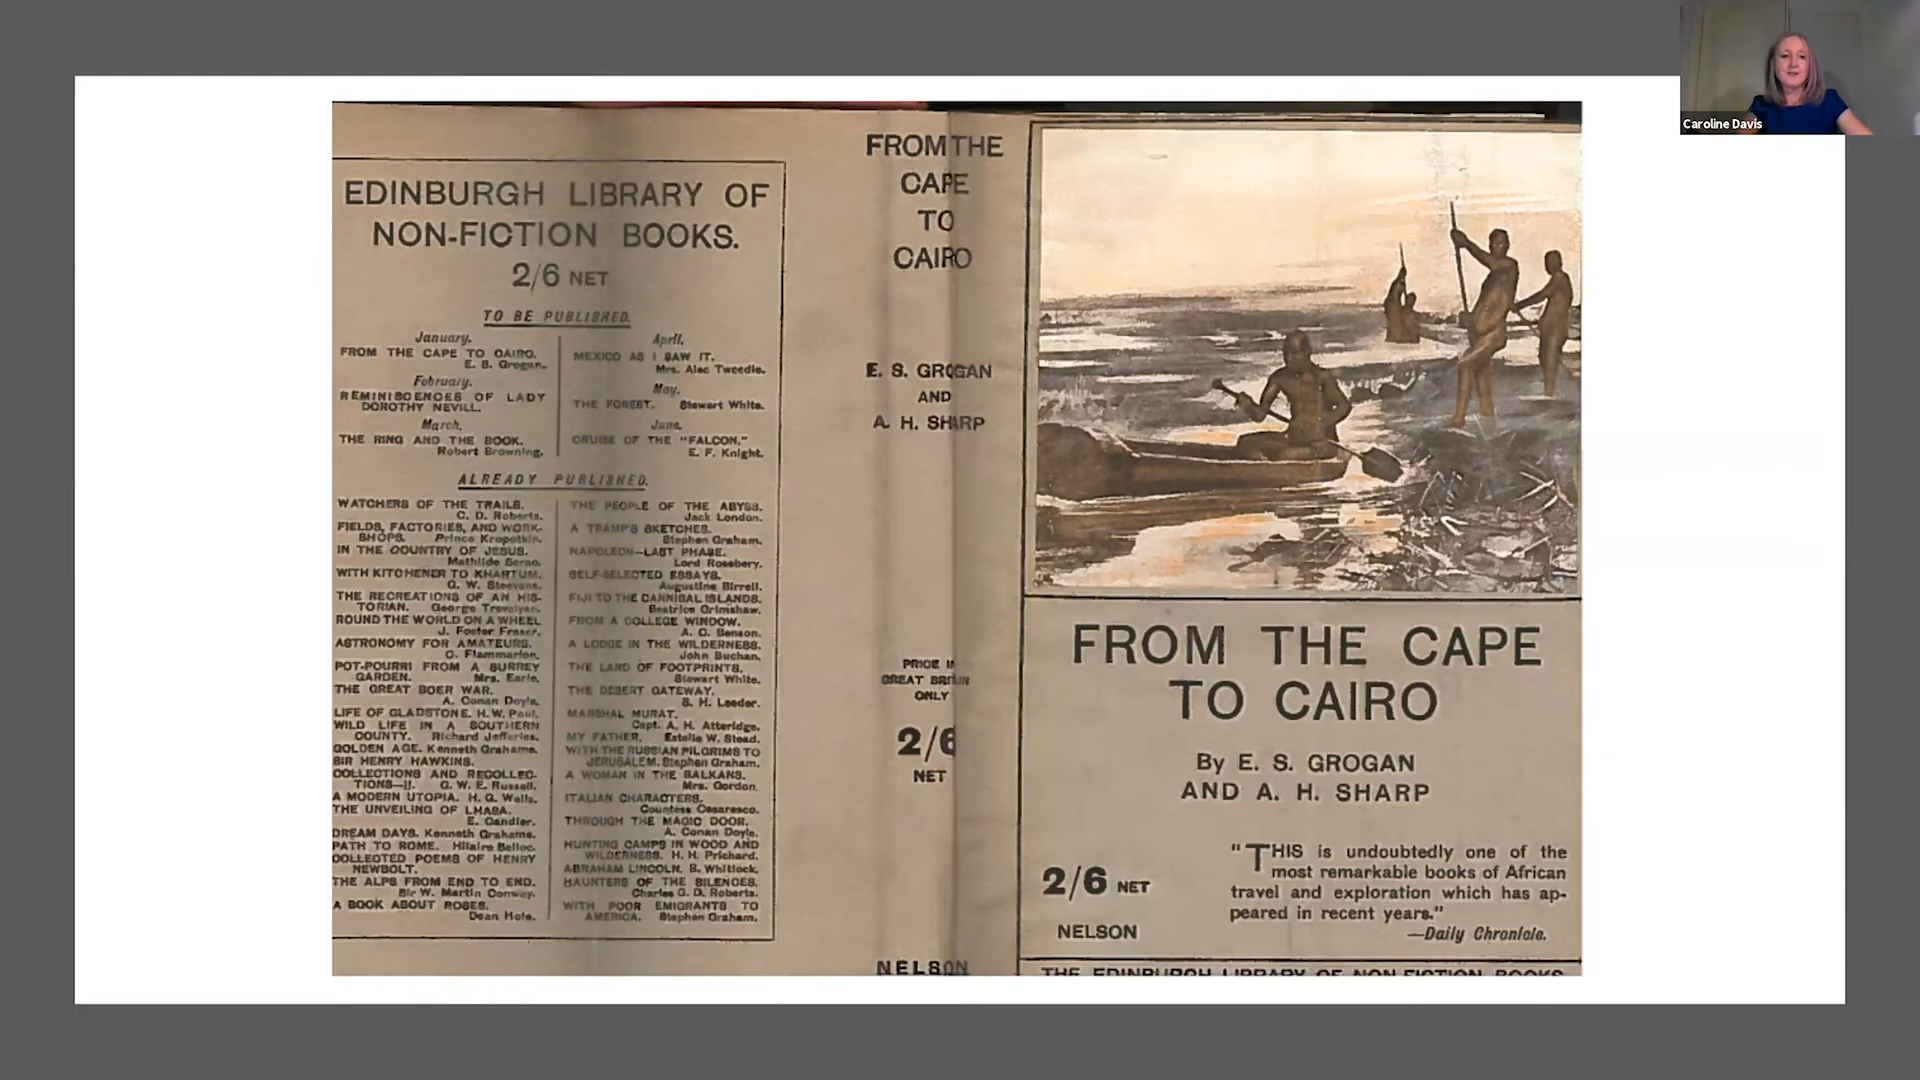 Caroline Davis
EDINBURGH LIBRARY OF
NON-FICTION BOOKS.
2/6 NET
TO BE PUBLISHED.
January.
FROM THE CAPE TO CAIRO.
E. S. Grogan.
February.
REMINISCENCES OF LADY
DOROTHY NEVILL.
March.
THE RING AND THE BOOK.
Robert Browning.
April.
MEXICO AS I SAW IT.
Mrs. Alec Tweedie.
May.
THE FOREST. Stewart White.
June.
CRUISE OF THE "FALCON."
E. F. Knight.
ALREADY PUBLISHED.
WATCHERS OF THE TRAILS.
C. D. Roberts.
FIELDS, FACTORIES, AND WORK-
SHOPS. Prince Kropotkin.
IN THE COUNTRY OF JESUS.
Mathilde Serao.
WITH KITCHENER TO KHARTUM.
G. W. Steevens.
THE RECREATIONS OF AN HIS-
TORIAN. George Trevelyan.
ROUND THE WORLD ON A WHEEL
J. Foster Fraser.
ASTRONOMY FOR AMATEURS.
C. Flammarion.
POT-POURRI FROM A SURREY
GARDEN. Mrs. Earle.
THE GREAT BOER WAR.
A. Conan Doyle.
LIFE OF GLADSTONE. H. W. Paul.
WILD LIFE IN A SOUTHERN
COUNTY. Richard Jefferies.
GOLDEN AGE. Kenneth Grahame.
SIR HENRY HAWKINS.
COLLECTIONS AND RECOLLEC-
TIONS—II. G. W. E. Russell.
A MODERN UTOPIA. H. G. Wells.
THE UNVEILING OF LHASA.
E. Candler.
DREAM DAYS. Kenneth Grahame.
PATH TO ROME. Hilaire Belloc.
COLLECTED POEMS OF HENRY
NEWBOLT.
THE ALPS FROM END TO END.
Sir W. Martin Conway.
A BOOK ABOUT ROSES.
Dean Hole.
THE PEOPLE OF THE ABYSS.
Jack London.
A TRAMP'S SKETCHES.
Stephen Graham.
NAPOLEON—LAST PHASE.
Lord Rosebery.
SELF-SELECTED ESSAYS.
Augustine Birrell.
FIJI TO THE CANNIBAL ISLANDS.
Beatrice Grimshaw.
FROM A COLLEGE WINDOW.
A. C. Benson.
A LODGE IN THE WILDERNESS.
John Buchan.
THE LAND OF FOOTPRINTS.
Stewart White.
THE DESERT GATEWAY.
S. H. Leeder.
MARSHAL MURAT.
Capt. A. H. Atteridge.
MY FATHER. Estelle W. Stead.
WITH THE RUSSIAN PILGRIMS TO
JERUSALEM. Stephen Graham.
A WOMAN IN THE BALKANS.
Mrs. Gordon.
ITALIAN CHARACTERS.
Countess Cesaresco.
THROUGH THE MAGIC DOOR.
A. Conan Doyle.
HUNTING CAMPS IN WOOD AND
WILDERNESS. H. H. Prichard.
ABRAHAM LINCOLN. B. Whitlock.
HAUNTERS OF THE SILENCES.
Charles G. D. Roberts.
WITH POOR EMIGRANTS TO
AMERICA. Stephen Graham.
FROM THE
CAPE
TO
CAIRO
E. S. GROGAN
AND
A. H. SHARP
PRICE IN
GREAT BRITAIN
ONLY
2/6
NET
NELSON
FROM THE CAPE
TO CAIRO
By E. S. GROGAN
AND A. H. SHARP
2/6 NET
NELSON
"THIS is undoubtedly one of the
most remarkable books of African
travel and exploration which has ap-
peared in recent years."
—Daily Chronicle.
THE EDINBURGH LIBRARY OF NON-FICTION BOOKS